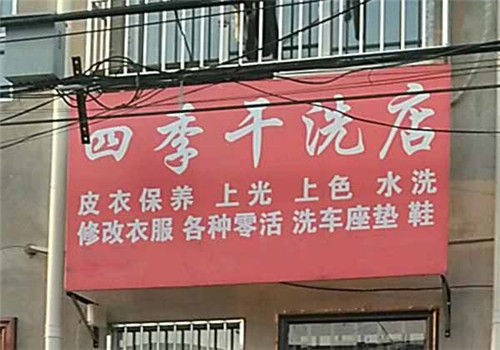 四季干洗店
皮衣保养 上光 上色 水洗
修改衣服 各种零活 洗车座垫 鞋